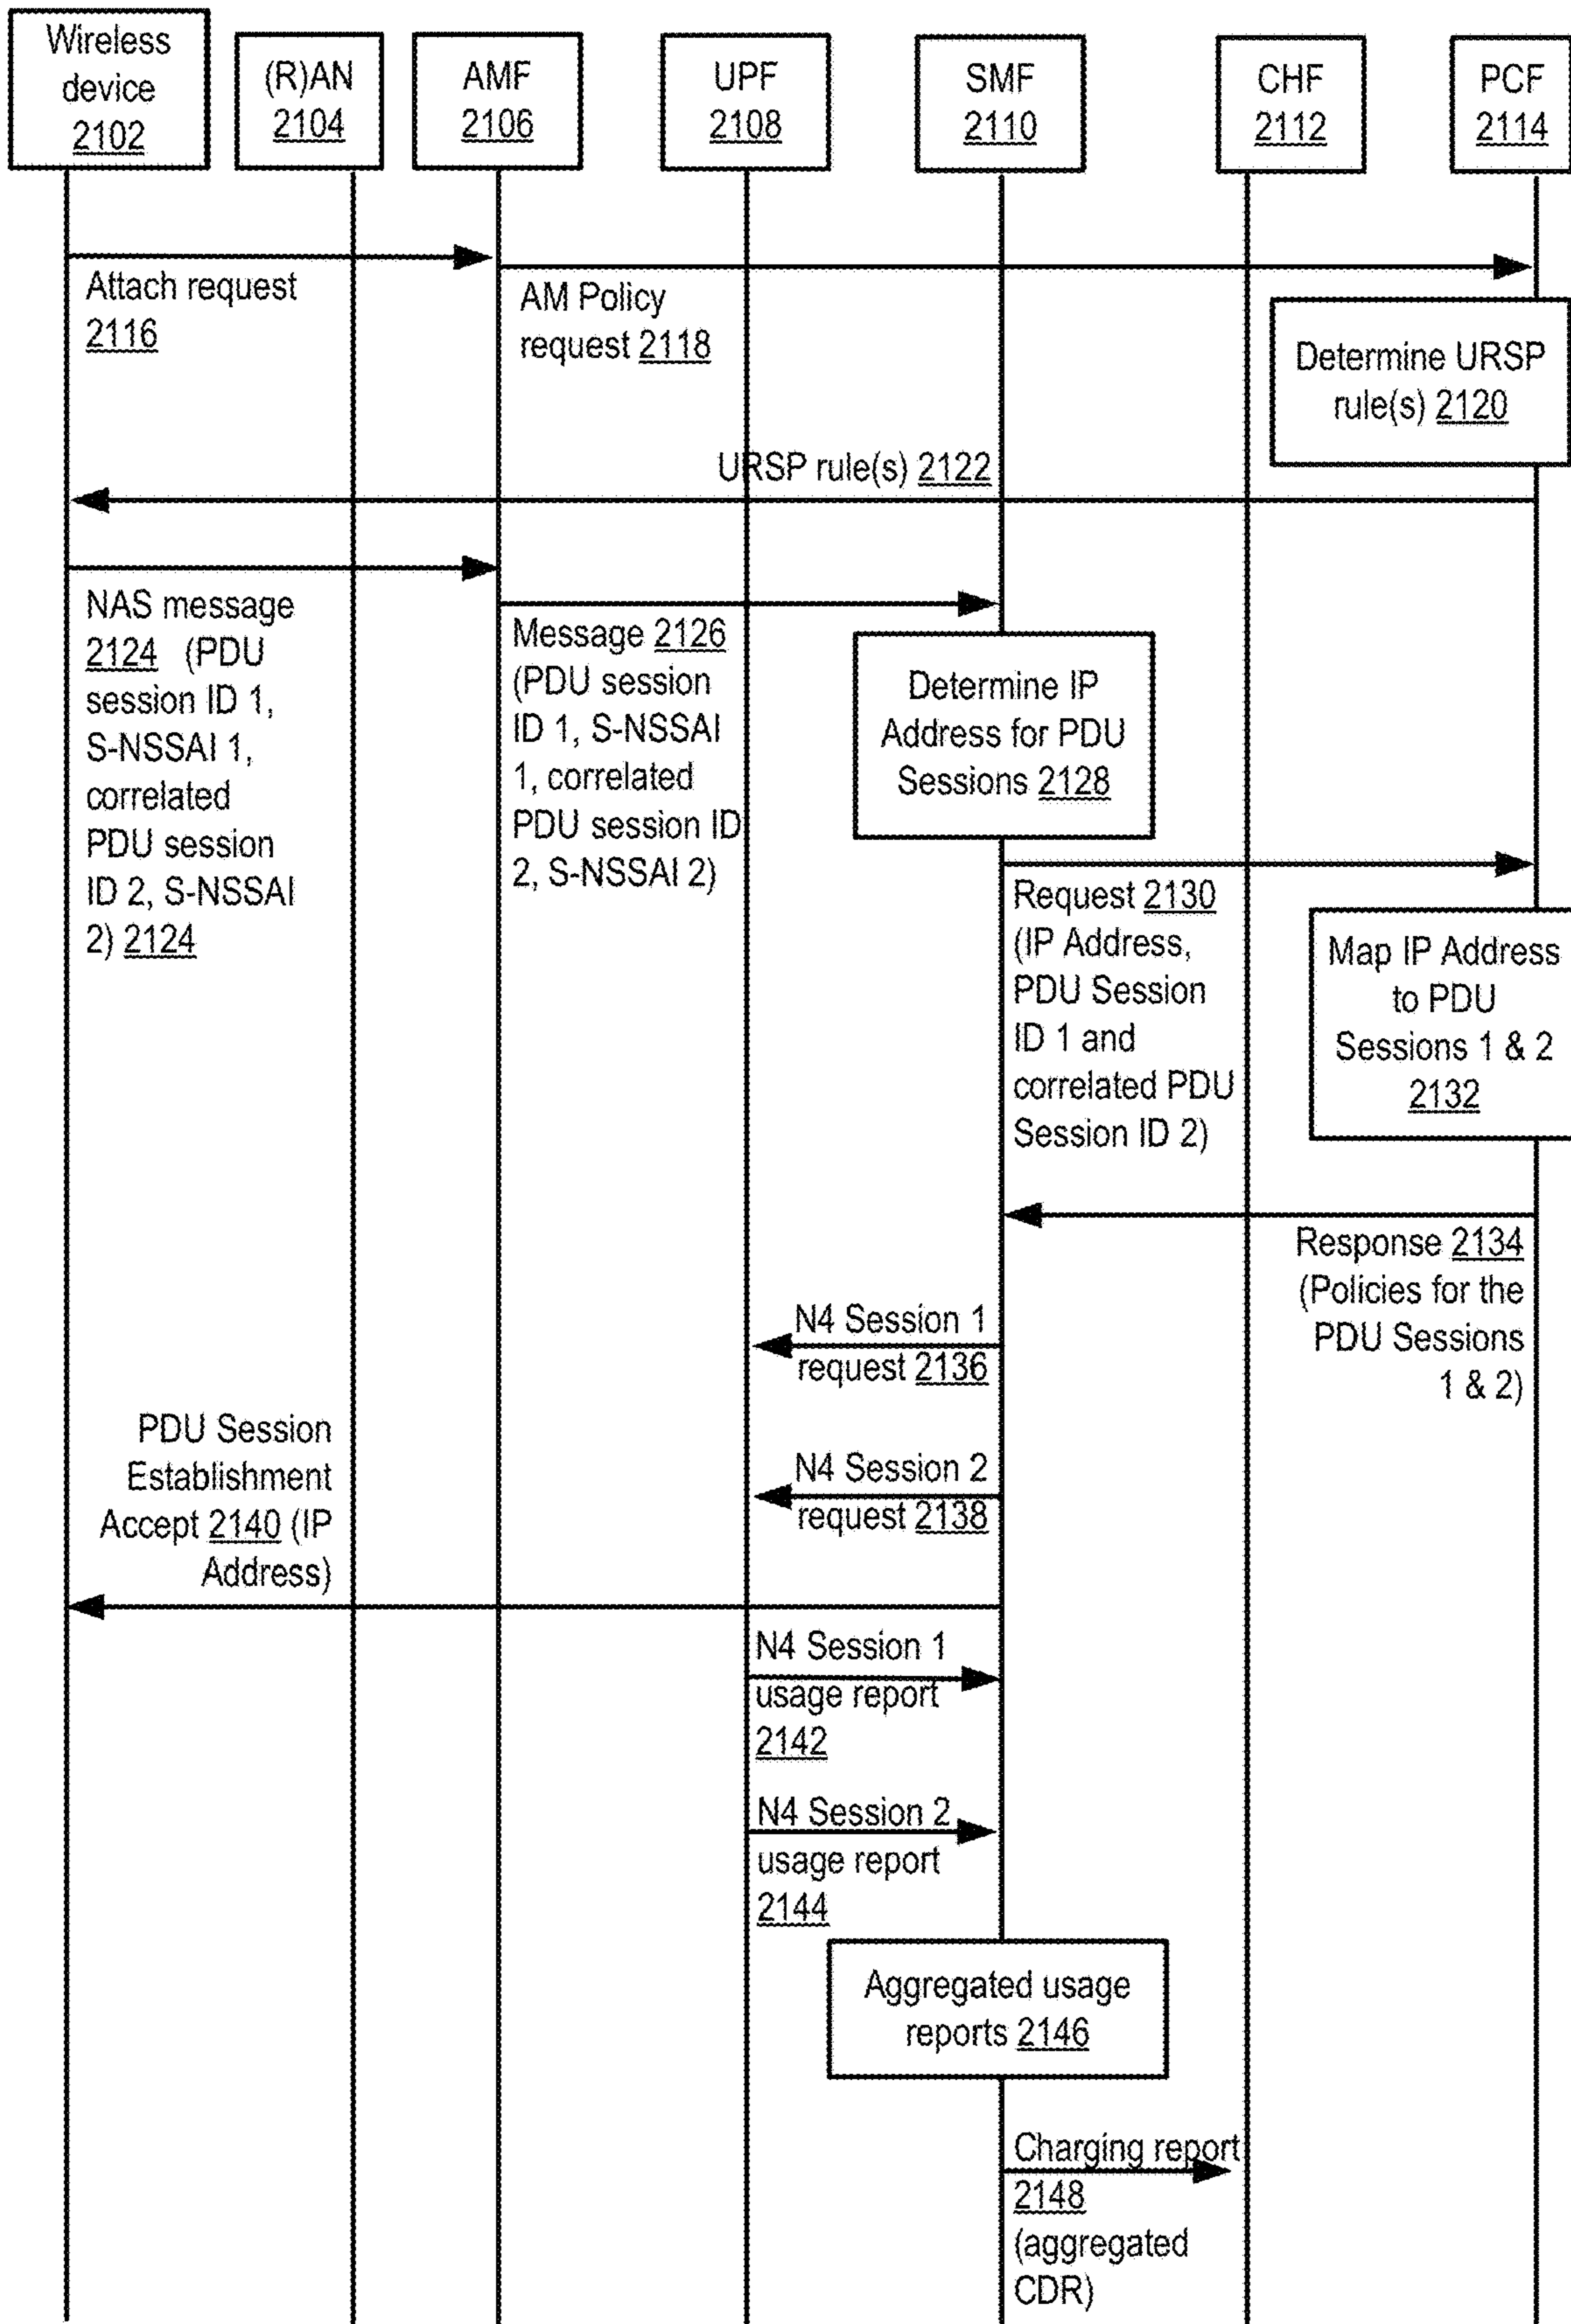 Wireless
device
2102
(R)AN
2104
AMF
2106
UPF
2108
SMF
2110
CHF
2112
PCF
2114
Attach request
2116
AM Policy
request 2118
Determine URSP
rule(s) 2120
URSP rule(s) 2122
NAS message
2124 (PDU
session ID 1,
S-NSSAI 1,
correlated
PDU session
ID 2, S-NSSAI
2) 2124
Message 2126
(PDU session
ID 1, S-NSSAI
1, correlated
PDU session ID
2, S-NSSAI 2)
Determine IP
Address for PDU
Sessions 2128
Request 2130
(IP Address,
PDU Session
ID 1 and
correlated PDU
Session ID 2)
Map IP Address
to PDU
Sessions 1 & 2
2132
Response 2134
(Policies for the
PDU Sessions
1 & 2)
N4 Session 1
request 2136
N4 Session 2
request 2138
PDU Session
Establishment
Accept 2140 (IP
Address)
N4 Session 1
usage report
2142
N4 Session 2
usage report
2144
Aggregated usage
reports 2146
Charging report
2148
(aggregated
CDR)